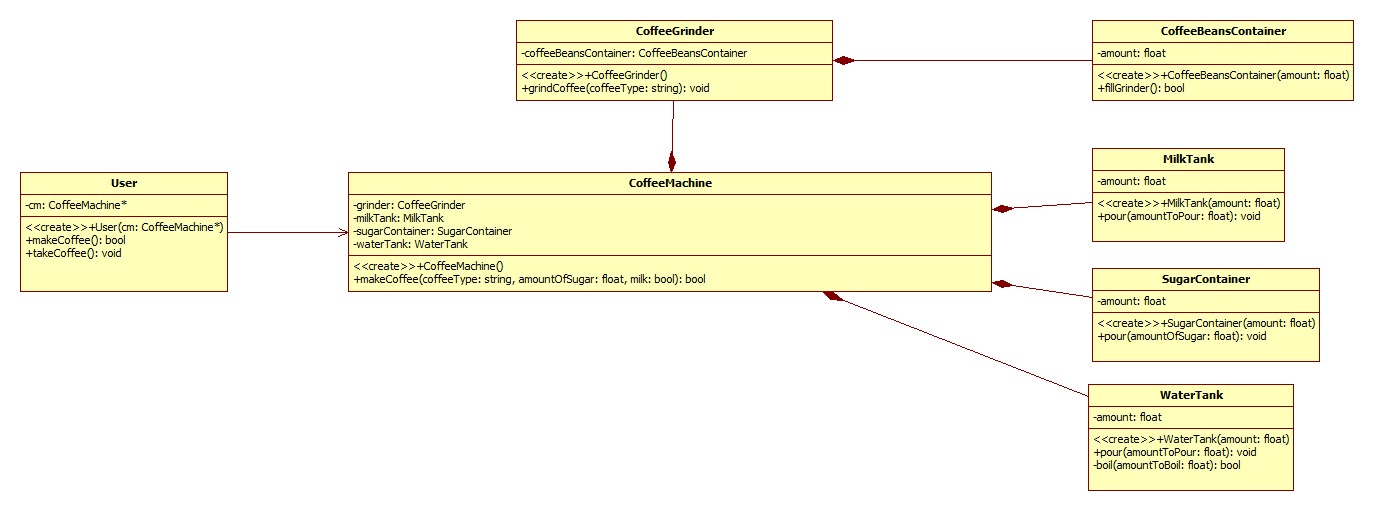 CoffeeGrinder
-coffeeBeansContainer: CoffeeBeansContainer
<<create>>+CoffeeGrinder()
+grindCoffee(coffeeType: string): void
CoffeeBeansContainer
-amount: float
<<create>>+CoffeeBeansContainer(amount: float)
+fillGrinder(): bool
MilkTank
-amount: float
<<create>>+MilkTank(amount: float)
+pour(amountToPour: float): void
User
-cm: CoffeeMachine*
<<create>>+User(cm: CoffeeMachine*)
+makeCoffee(): bool
+takeCoffee(): void
CoffeeMachine
-grinder: CoffeeGrinder
-milkTank: MilkTank
-sugarContainer: SugarContainer
-waterTank: WaterTank
<<create>>+CoffeeMachine()
+makeCoffee(coffeeType: string, amountOfSugar: float, milk: bool): bool
SugarContainer
-amount: float
<<create>>+SugarContainer(amount: float)
+pour(amountOfSugar: float): void
WaterTank
-amount: float
<<create>>+WaterTank(amount: float)
+pour(amountToPour: float): void
-boil(amountToBoil: float): bool